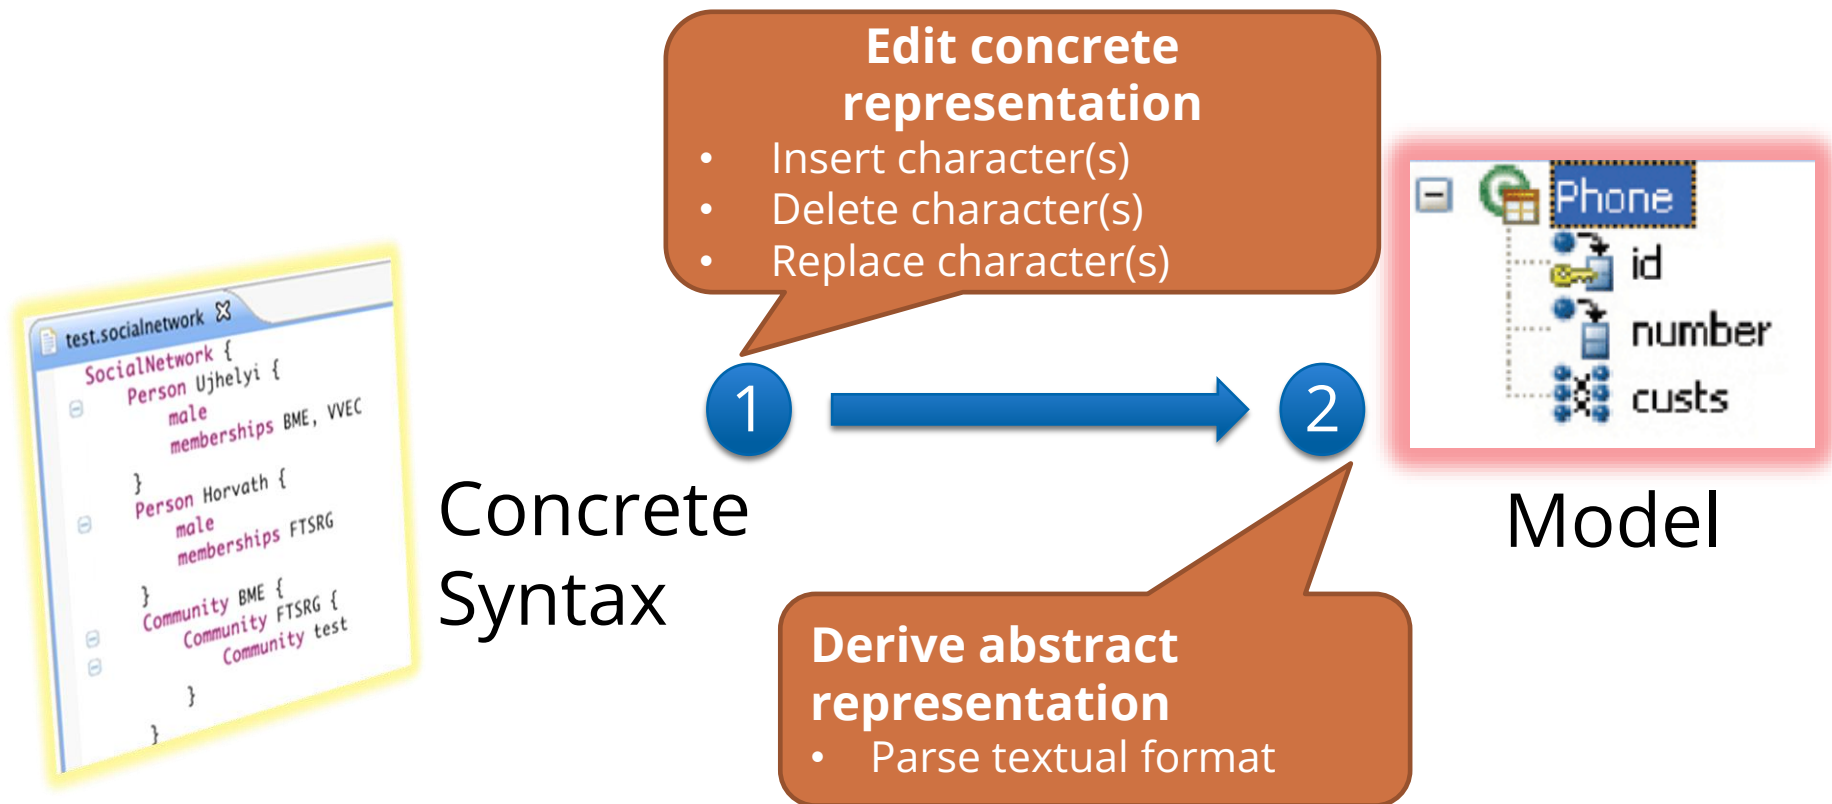 Edit concrete
representation
• Insert character(s)
• Delete character(s)
• Replace character(s)
test.socialnetwork
SocialNetwork {
Person Ujhelyi {
male
memberships BME, VVEC
}
Person Horvath {
male
memberships FTSRG
}
Community BME {
Community FTSRG {
Community test
}
}
Concrete
Syntax
1
2
Phone
id
number
custs
Model
Derive abstract
representation
• Parse textual format